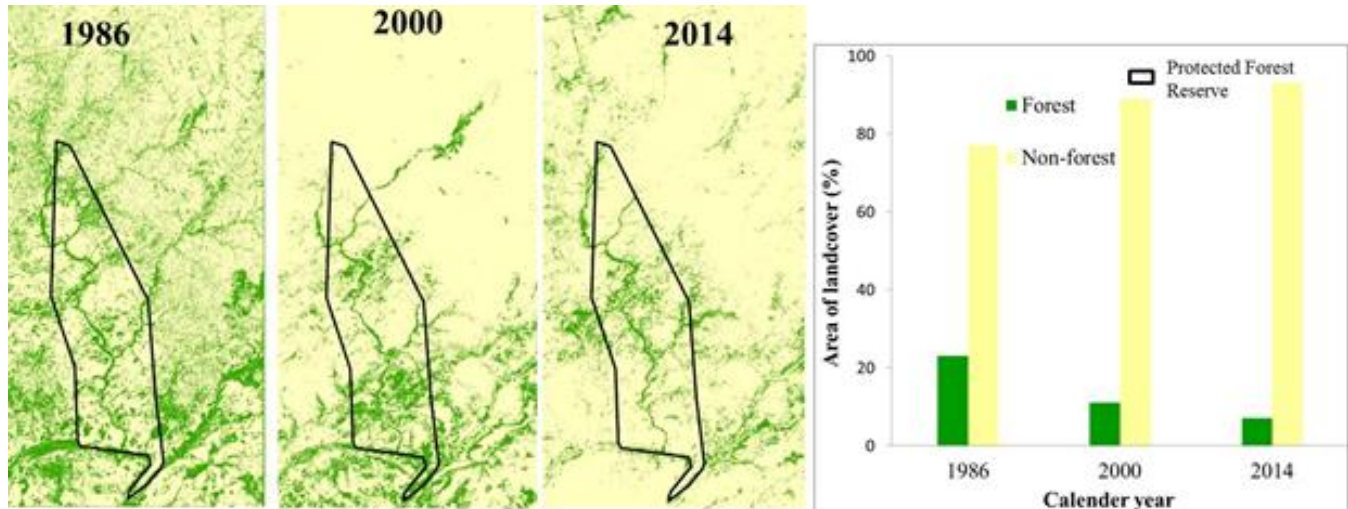 1986
2000
2014
100
80
60
40
20
0
Area of landcover (%)
Protected Forest
Reserve
Forest
Non-forest
1986
2000
2014
Calender year